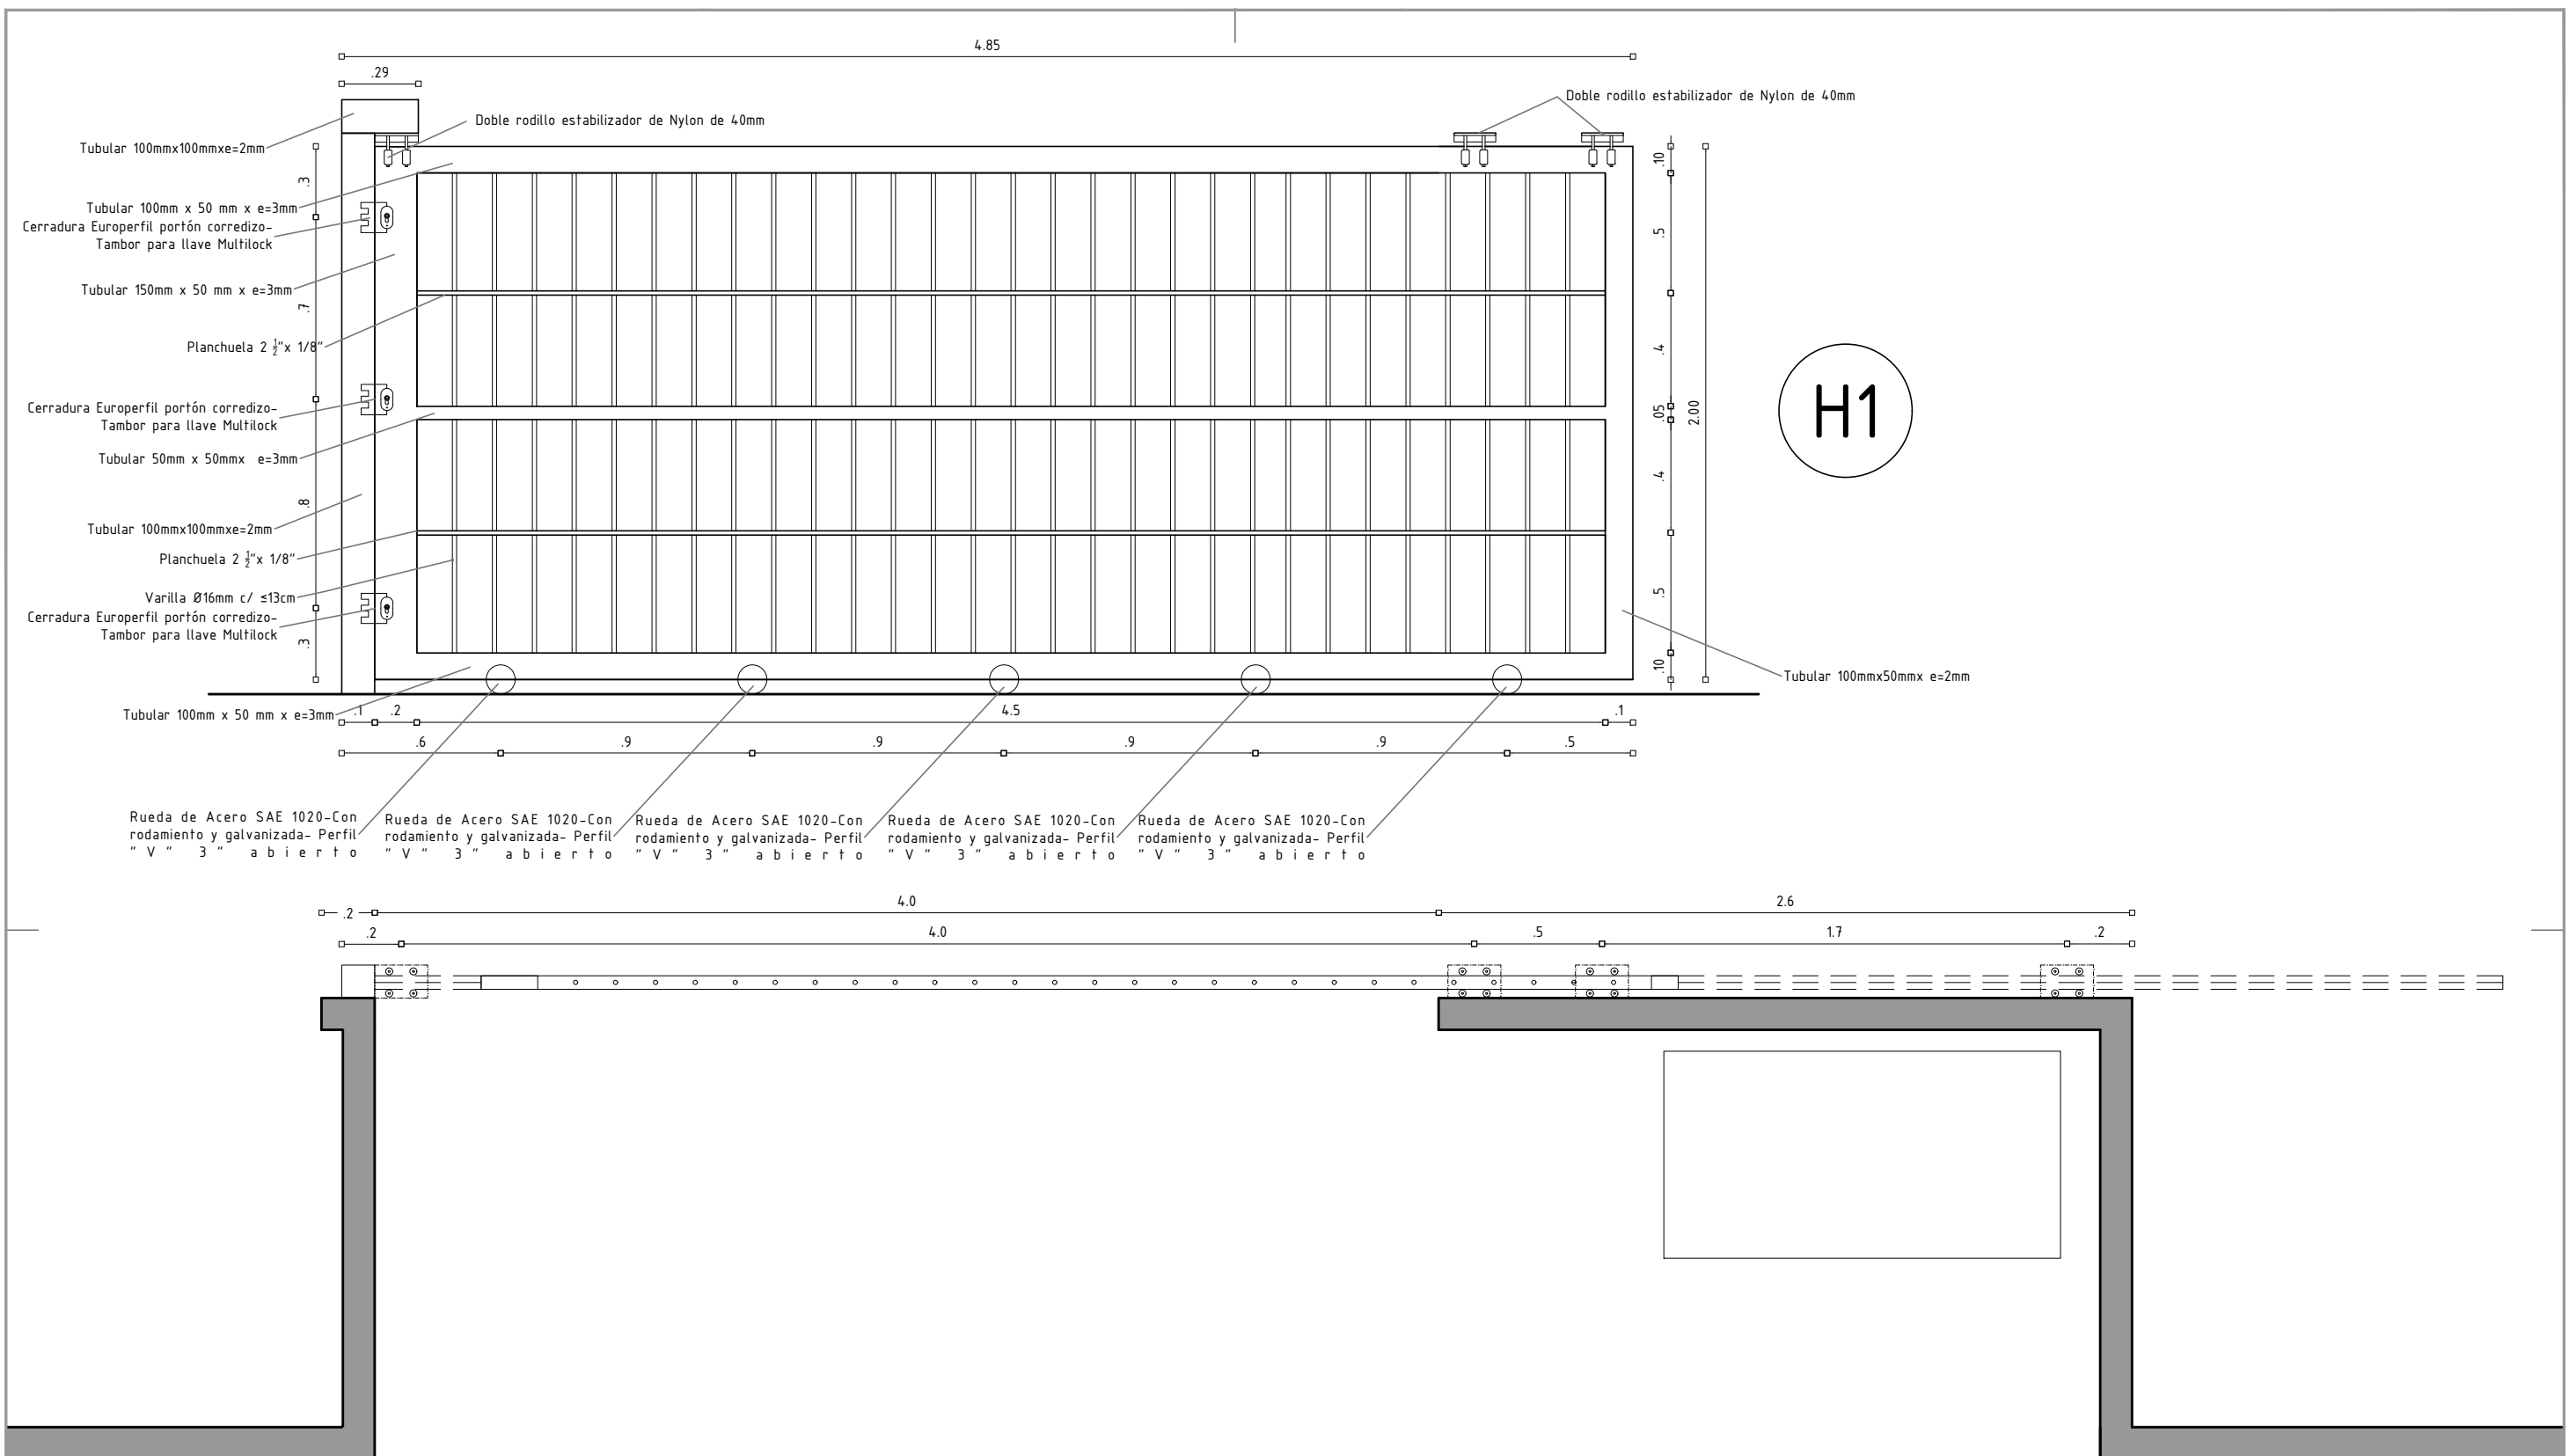 4.85
.29
Doble rodillo estabilizador de Nylon de 40mm
Doble rodillo estabilizador de Nylon de 40mm
Tubular 100mmx100mmxe=2mm
.3
.10
Tubular 100mm x 50 mm x e=3mm
Cerradura Europerfil portón corredizo-
Tambor para llave Multilock
.5
Tubular 150mm x 50 mm x e=3mm
.7
Planchuela 2 ½"x 1/8"
.4
Cerradura Europerfil portón corredizo-
Tambor para llave Multilock
.05
2.00
H1
Tubular 50mm x 50mmx e=3mm
.4
.8
Tubular 100mmx100mmxe=2mm
Planchuela 2 ½"x 1/8"
Varilla Ø16mm c/ ≤13cm
.5
Cerradura Europerfil portón corredizo-
Tambor para llave Multilock
.3
.10
Tubular 100mmx50mmx e=2mm
Tubular 100mm x 50 mm x e=3mm
.1
.2
4.5
.1
.6
.9
.9
.9
.9
.5
Rueda de Acero SAE 1020-Con
rodamiento y galvanizada- Perfil
"V" 3" abierto
Rueda de Acero SAE 1020-Con
rodamiento y galvanizada- Perfil
"V" 3" abierto
Rueda de Acero SAE 1020-Con
rodamiento y galvanizada- Perfil
"V" 3" abierto
Rueda de Acero SAE 1020-Con
rodamiento y galvanizada- Perfil
"V" 3" abierto
Rueda de Acero SAE 1020-Con
rodamiento y galvanizada- Perfil
"V" 3" abierto
.2
4.0
2.6
.2
4.0
.5
1.7
.2